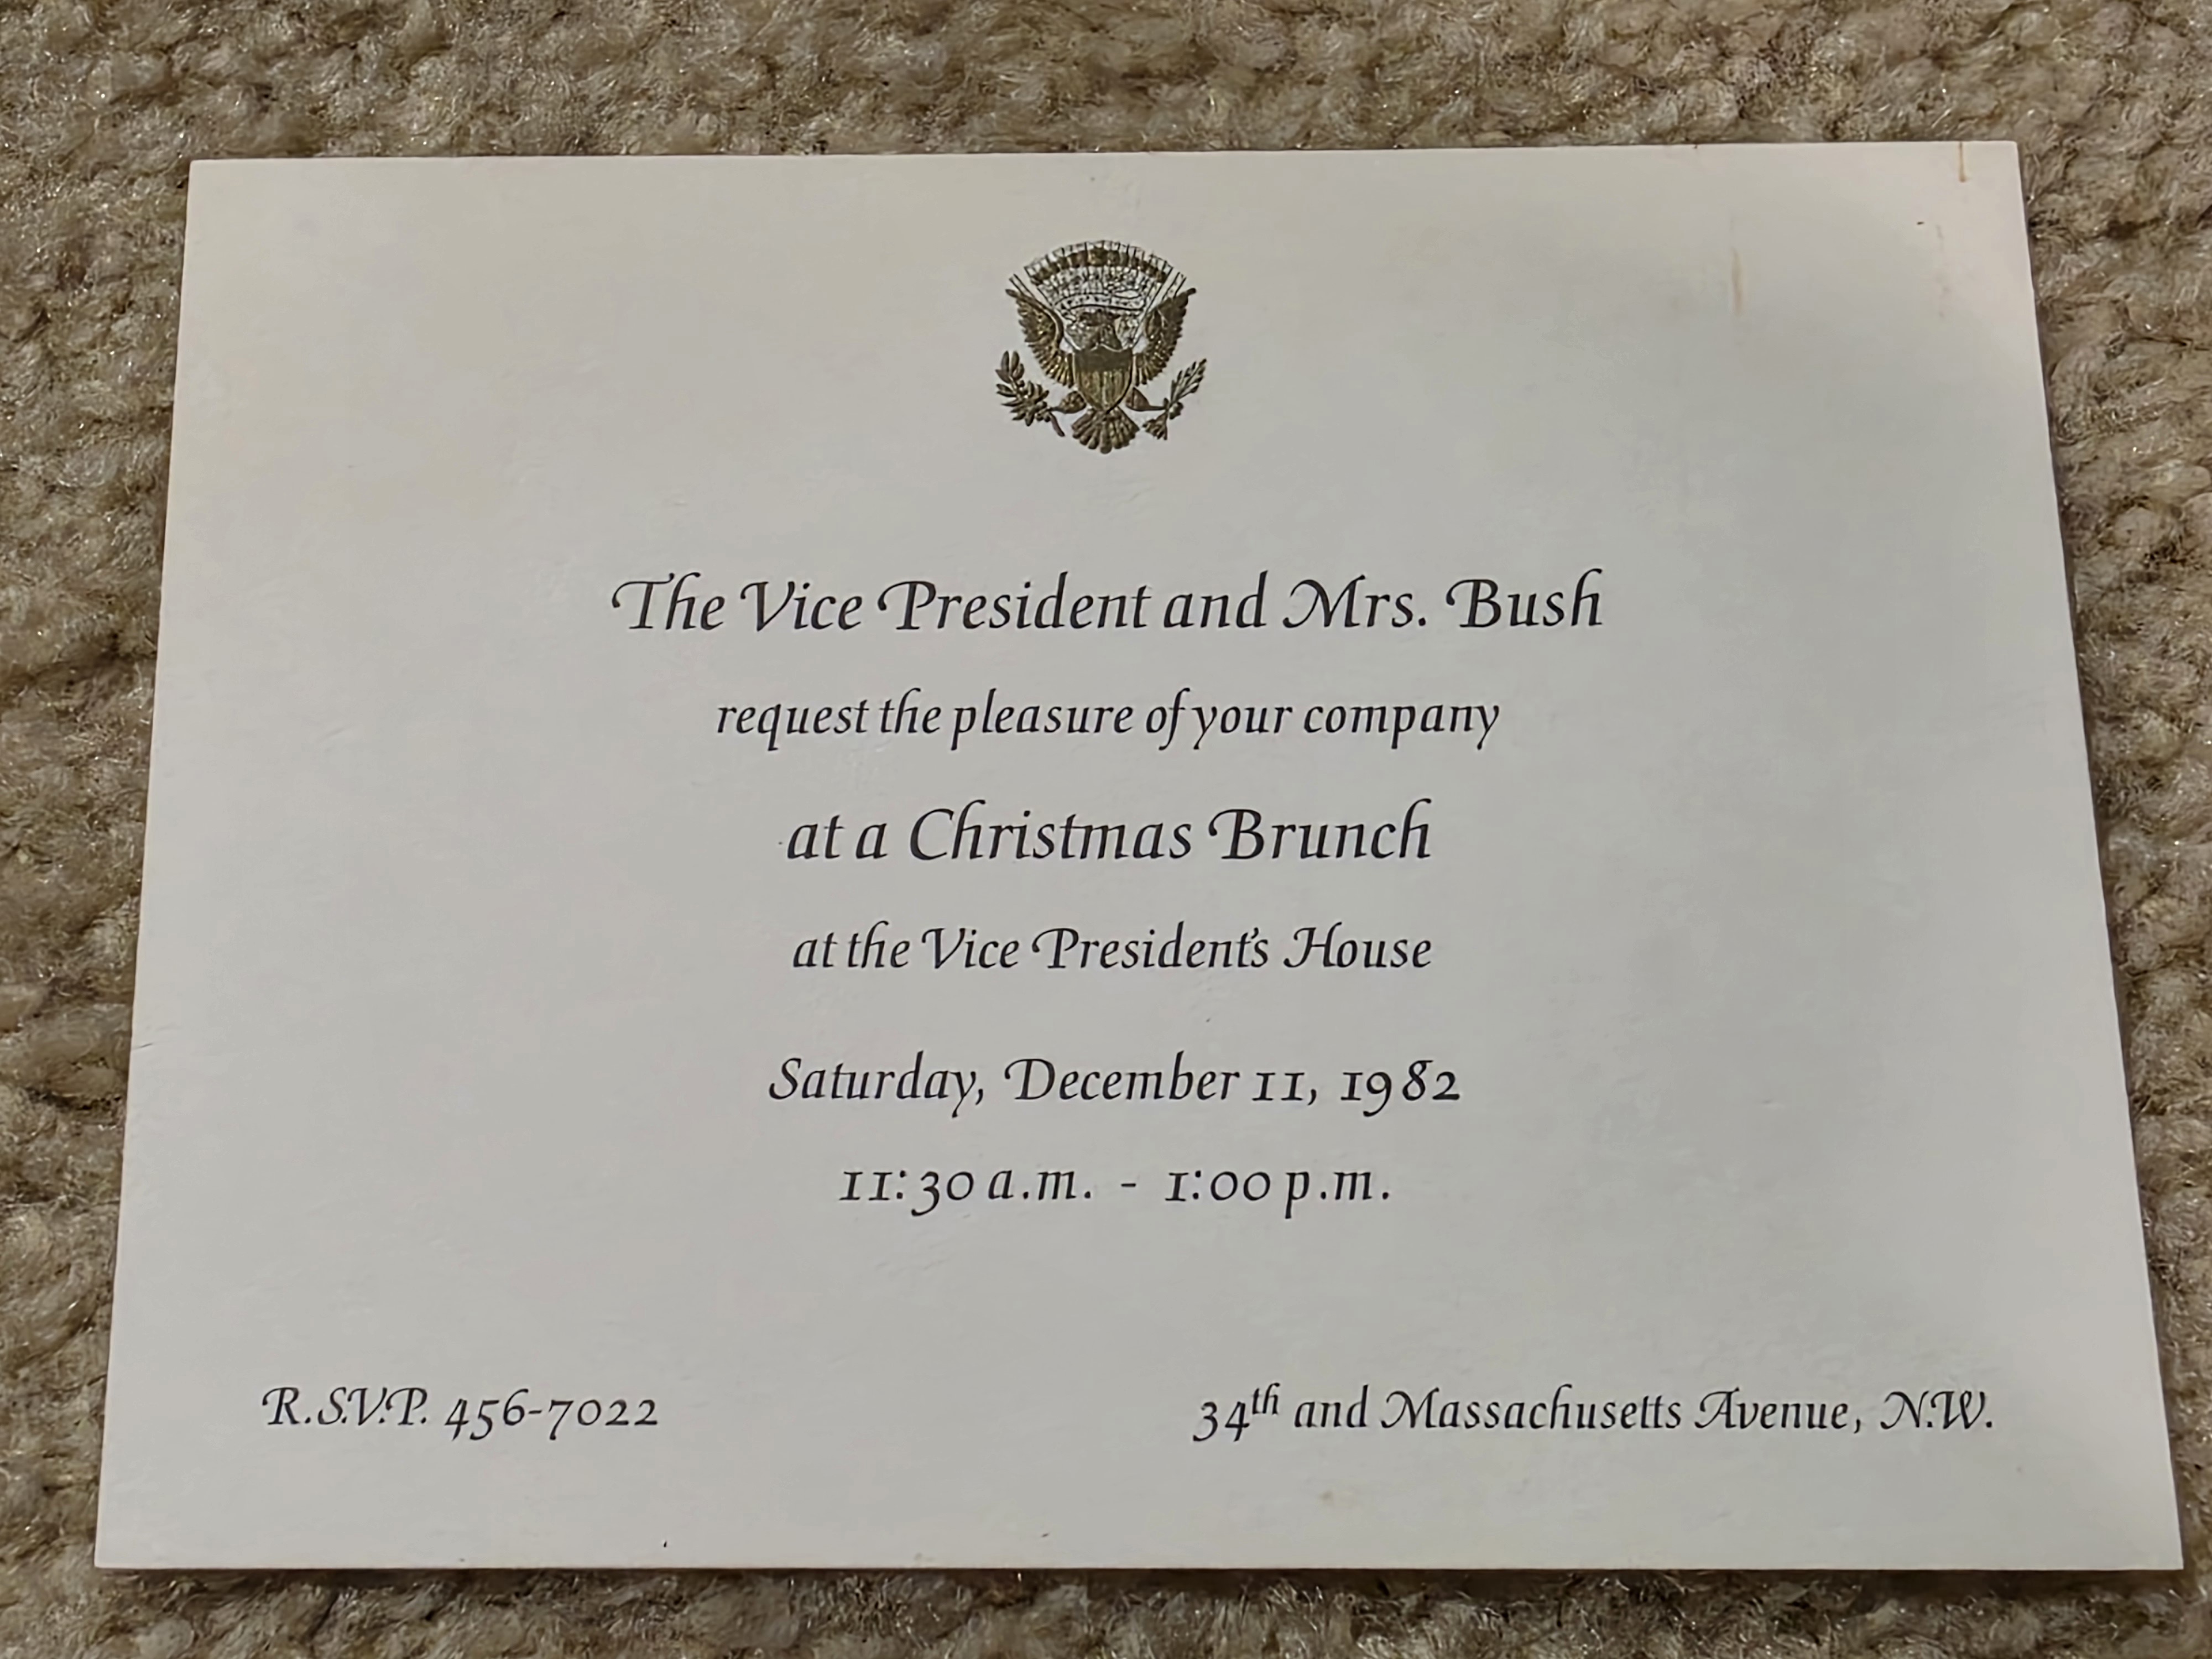 The Vice President and Mrs. Bush
request the pleasure of your company
at a Christmas Brunch
at the Vice President's House
Saturday, December 11, 1982
11:30 a.m. - 1:00 p.m.
R.S.V.P. 456-7022
34th and Massachusetts Avenue, N.W.